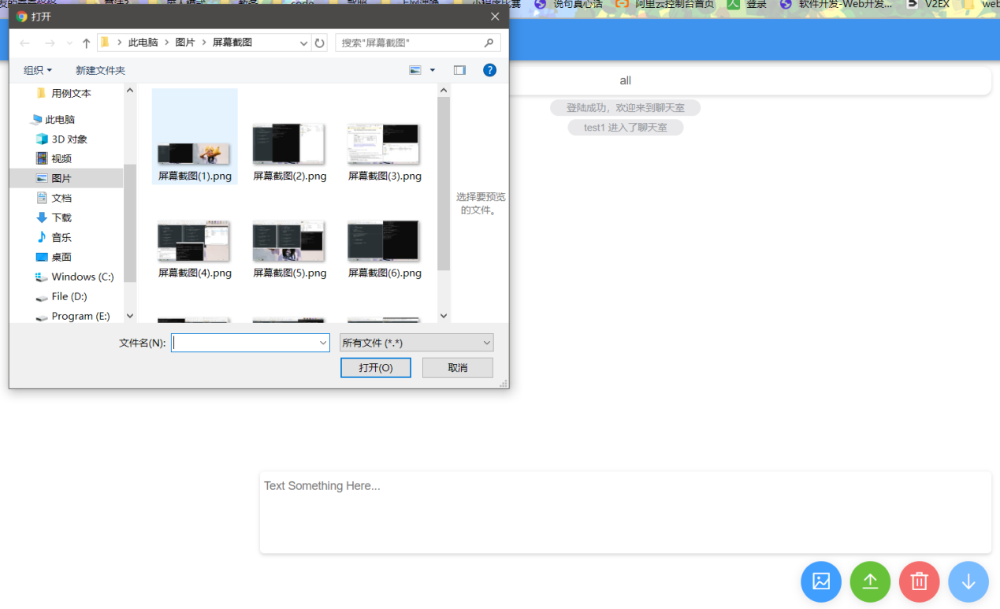 打开
此电脑 图片 屏幕截图
搜索"屏幕截图"
组织
新建文件夹
用例文本
此电脑
3D 对象
视频
图片
文档
下载
音乐
桌面
Windows (C:)
File (D:)
Program (E:)
屏幕截图(1).png
屏幕截图(2).png
屏幕截图(3).png
屏幕截图(4).png
屏幕截图(5).png
屏幕截图(6).png
选择要预览
的文件。
文件名(N):
所有文件 (*.*)
打开(O)
取消
说句真心话
阿里云控制台首页
登录
软件开发-Web开发...
V2EX
web
all
登陆成功，欢迎来到聊天室
test1 进入了聊天室
Text Something Here...